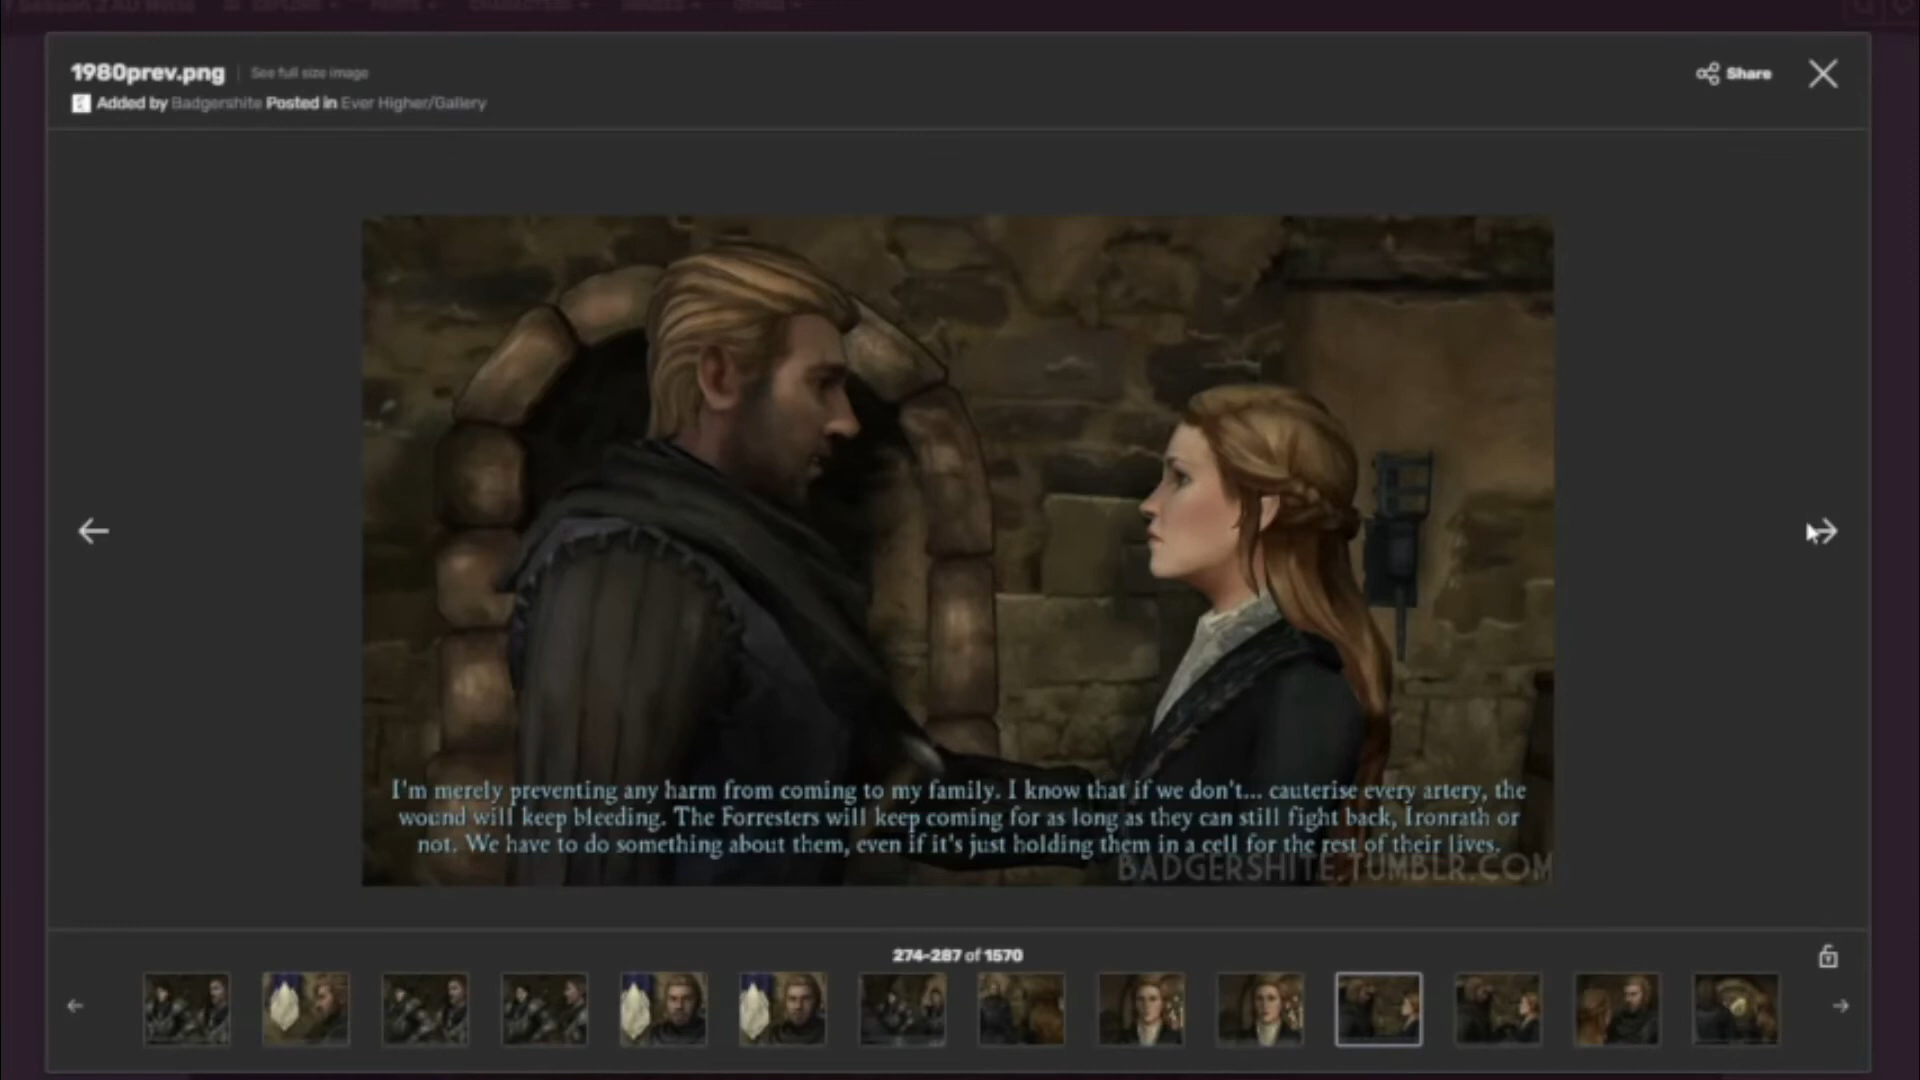 1980prev.png
See full size image
Share
Added by Badgershite Posted in Ever Higher/Gallery
I'm merely preventing any harm from coming to my family. I know that if we don't... cauterise every artery, the
wound will keep bleeding. The Forresters will keep coming for as long as they can still fight back, Ironrath or
not. We have to do something about them, even if it's just holding them in a cell for the rest of their lives.
BADGERSHITE.TUMBLR.COM
274-287 of 1570